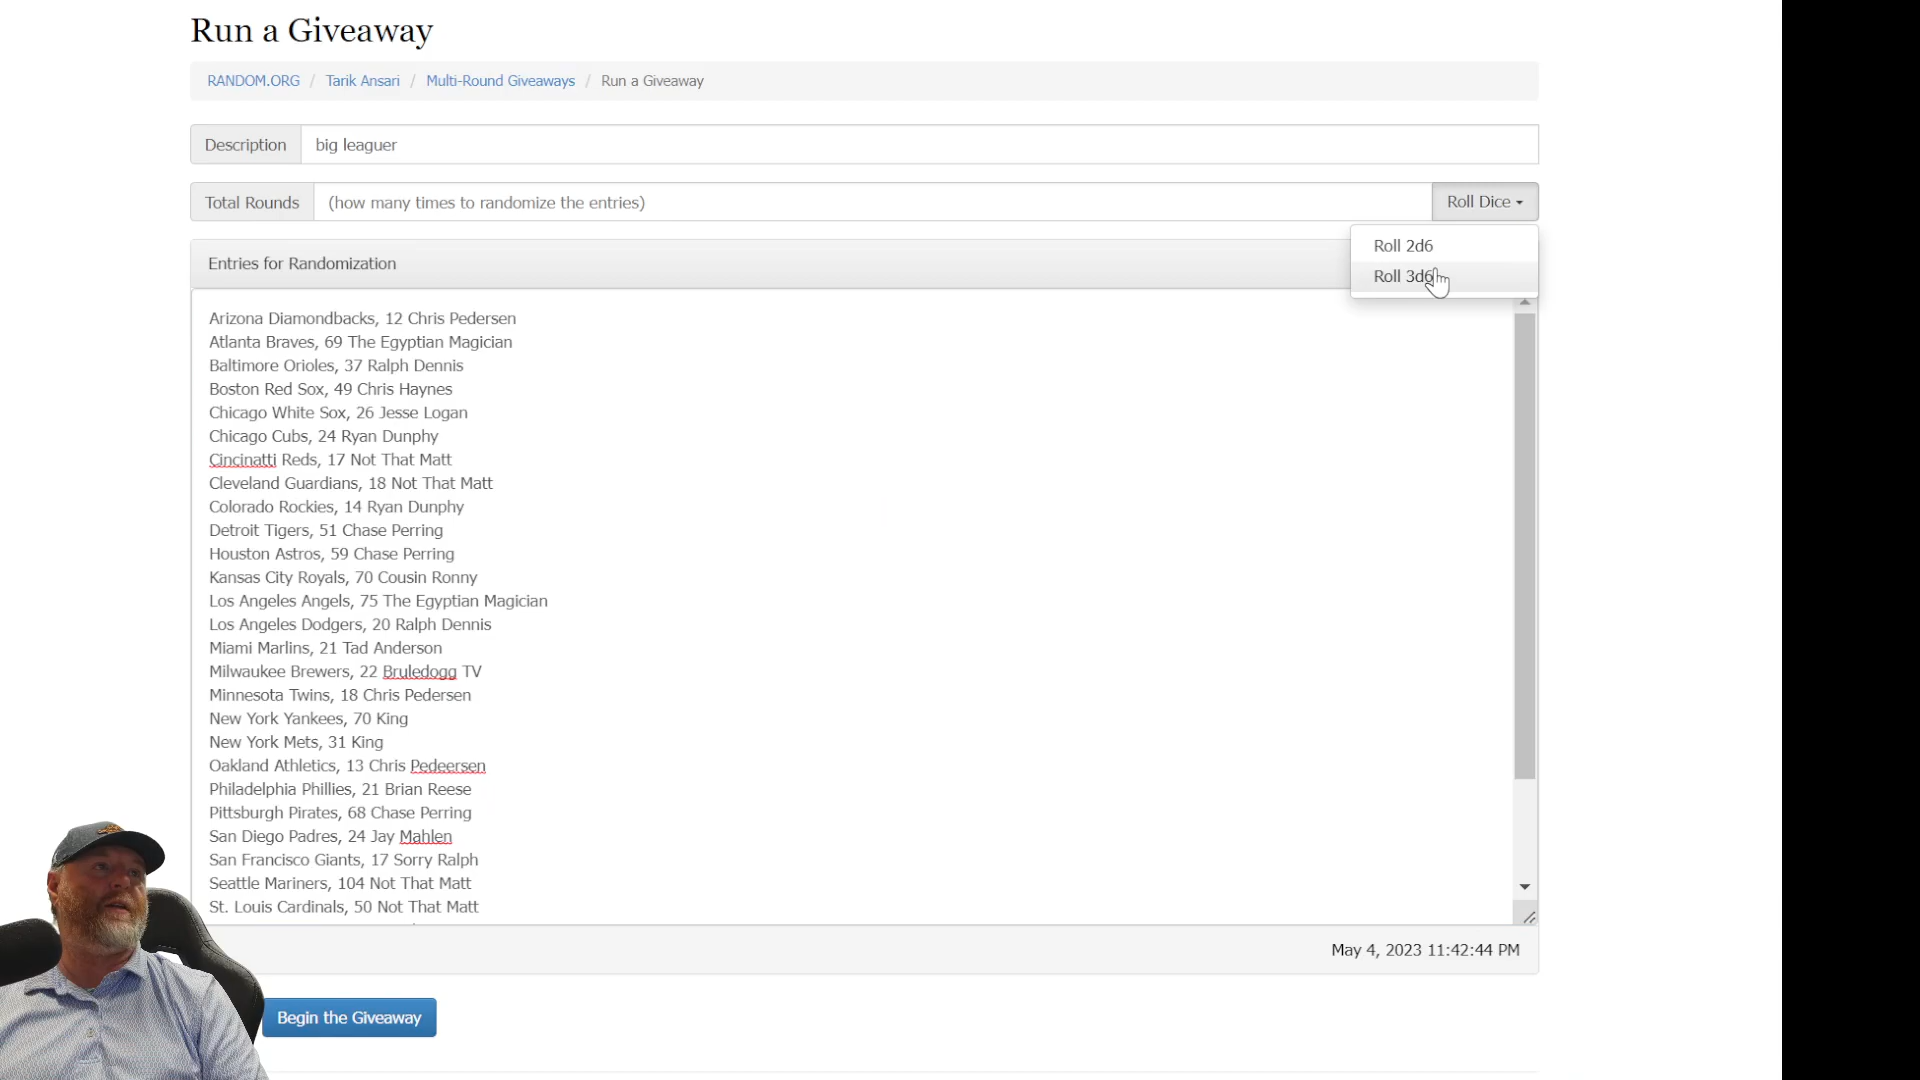 Run a Giveaway
RANDOM.ORG / Tarik Ansari / Multi-Round Giveaways / Run a Giveaway
Description big leaguer
Total Rounds (how many times to randomize the entries) Roll Dice
Roll 2d6
Roll 3d6
Entries for Randomization
Arizona Diamondbacks, 12 Chris Pedersen
Atlanta Braves, 69 The Egyptian Magician
Baltimore Orioles, 37 Ralph Dennis
Boston Red Sox, 49 Chris Haynes
Chicago White Sox, 26 Jesse Logan
Chicago Cubs, 24 Ryan Dunphy
Cincinatti Reds, 17 Not That Matt
Cleveland Guardians, 18 Not That Matt
Colorado Rockies, 14 Ryan Dunphy
Detroit Tigers, 51 Chase Perring
Houston Astros, 59 Chase Perring
Kansas City Royals, 70 Cousin Ronny
Los Angeles Angels, 75 The Egyptian Magician
Los Angeles Dodgers, 20 Ralph Dennis
Miami Marlins, 21 Tad Anderson
Milwaukee Brewers, 22 Bruledogg TV
Minnesota Twins, 18 Chris Pedersen
New York Yankees, 70 King
New York Mets, 31 King
Oakland Athletics, 13 Chris Pedeersen
Philadelphia Phillies, 21 Brian Reese
Pittsburgh Pirates, 68 Chase Perring
San Diego Padres, 24 Jay Mahlen
San Francisco Giants, 17 Sorry Ralph
Seattle Mariners, 104 Not That Matt
St. Louis Cardinals, 50 Not That Matt
May 4, 2023 11:42:44 PM
Begin the Giveaway